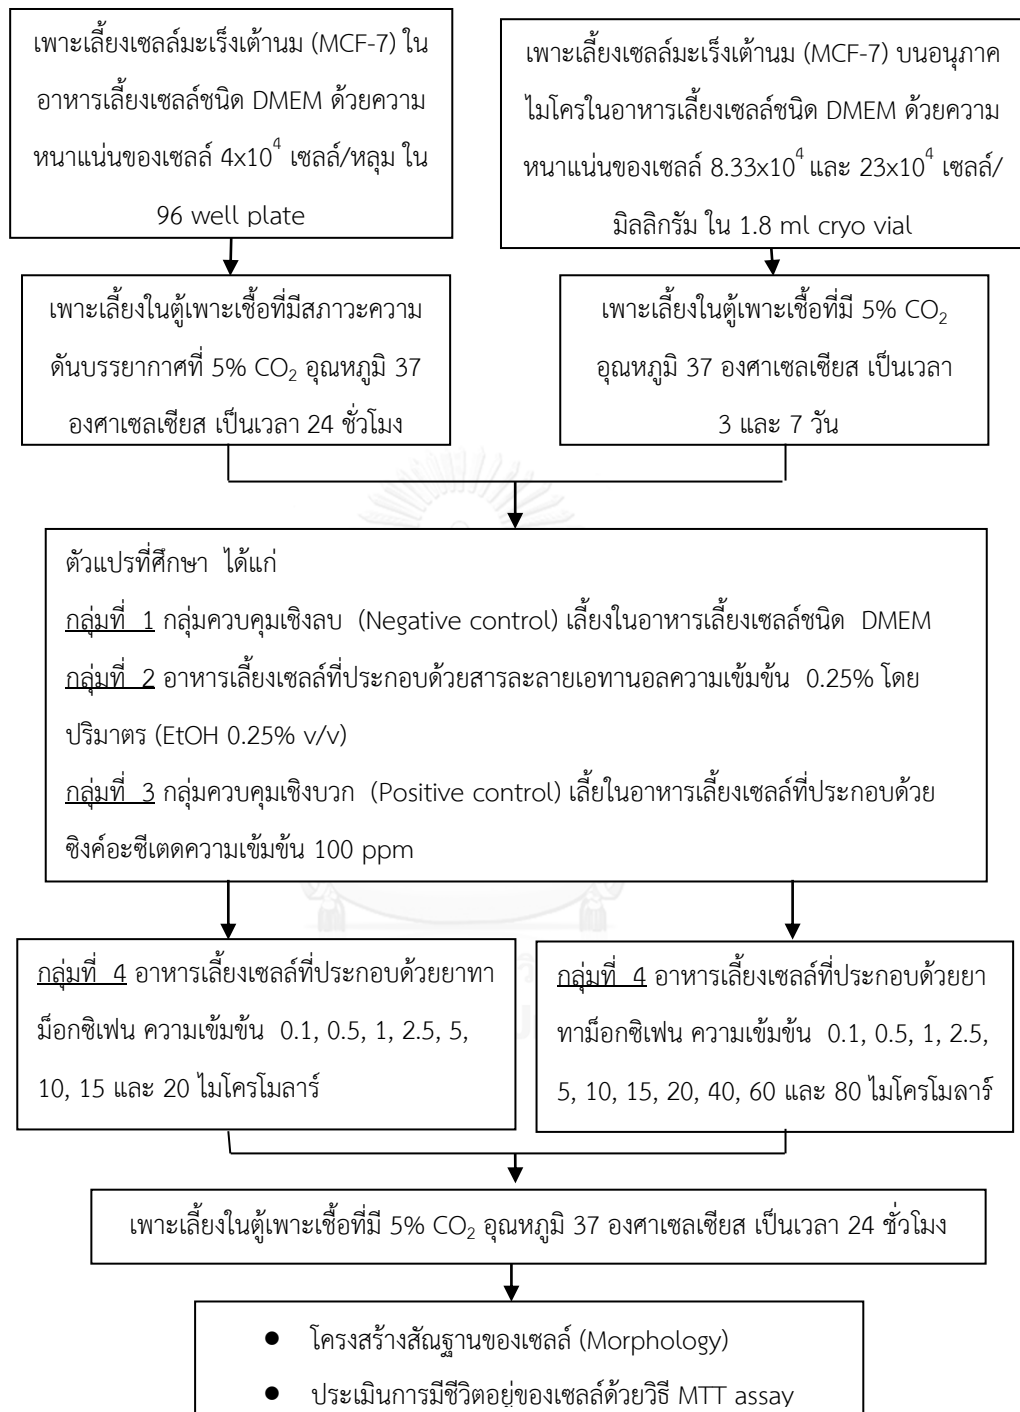 เพาะเลี้ยงเซลล์มะเร็งเต้านม (MCF-7) ใน
อาหารเลี้ยงเซลล์ชนิด DMEM ด้วยความ
หนาแน่นของเซลล์ 4x10⁴ เซลล์/หลุม ใน
96 well plate
เพาะเลี้ยงเซลล์มะเร็งเต้านม (MCF-7) บนอนุภาค
ไมโครในอาหารเลี้ยงเซลล์ชนิด DMEM ด้วยความ
หนาแน่นของเซลล์ 8.33x10⁴ และ 23x10⁴ เซลล์/
มิลลิกรัม ใน 1.8 ml cryo vial
เพาะเลี้ยงในตู้เพาะเชื้อที่มีสภาวะความ
ดันบรรยากาศที่ 5% CO₂ อุณหภูมิ 37
องศาเซลเซียส เป็นเวลา 24 ชั่วโมง
เพาะเลี้ยงในตู้เพาะเชื้อที่มี 5% CO₂
อุณหภูมิ 37 องศาเซลเซียส เป็นเวลา
3 และ 7 วัน
ตัวแปรที่ศึกษา ได้แก่
กลุ่มที่ 1 กลุ่มควบคุมเชิงลบ (Negative control) เลี้ยงในอาหารเลี้ยงเซลล์ชนิด DMEM
กลุ่มที่ 2 อาหารเลี้ยงเซลล์ที่ประกอบด้วยสารละลายเอทานอลความเข้มข้น 0.25% โดย
ปริมาตร (EtOH 0.25% v/v)
กลุ่มที่ 3 กลุ่มควบคุมเชิงบวก (Positive control) เลี้ยในอาหารเลี้ยงเซลล์ที่ประกอบด้วย
ซิงค์อะซีเตดความเข้มข้น 100 ppm
กลุ่มที่ 4 อาหารเลี้ยงเซลล์ที่ประกอบด้วยยาทา
ม็อกซิเฟน ความเข้มข้น 0.1, 0.5, 1, 2.5, 5,
10, 15 และ 20 ไมโครโมลาร์
กลุ่มที่ 4 อาหารเลี้ยงเซลล์ที่ประกอบด้วยยา
ทาม็อกซิเฟน ความเข้มข้น 0.1, 0.5, 1, 2.5,
5, 10, 15, 20, 40, 60 และ 80 ไมโครโมลาร์
เพาะเลี้ยงในตู้เพาะเชื้อที่มี 5% CO₂ อุณหภูมิ 37 องศาเซลเซียส เป็นเวลา 24 ชั่วโมง
● โครงสร้างสัณฐานของเซลล์ (Morphology)
● ประเมินการมีชีวิตอยู่ของเซลล์ด้วยวิธี MTT assay